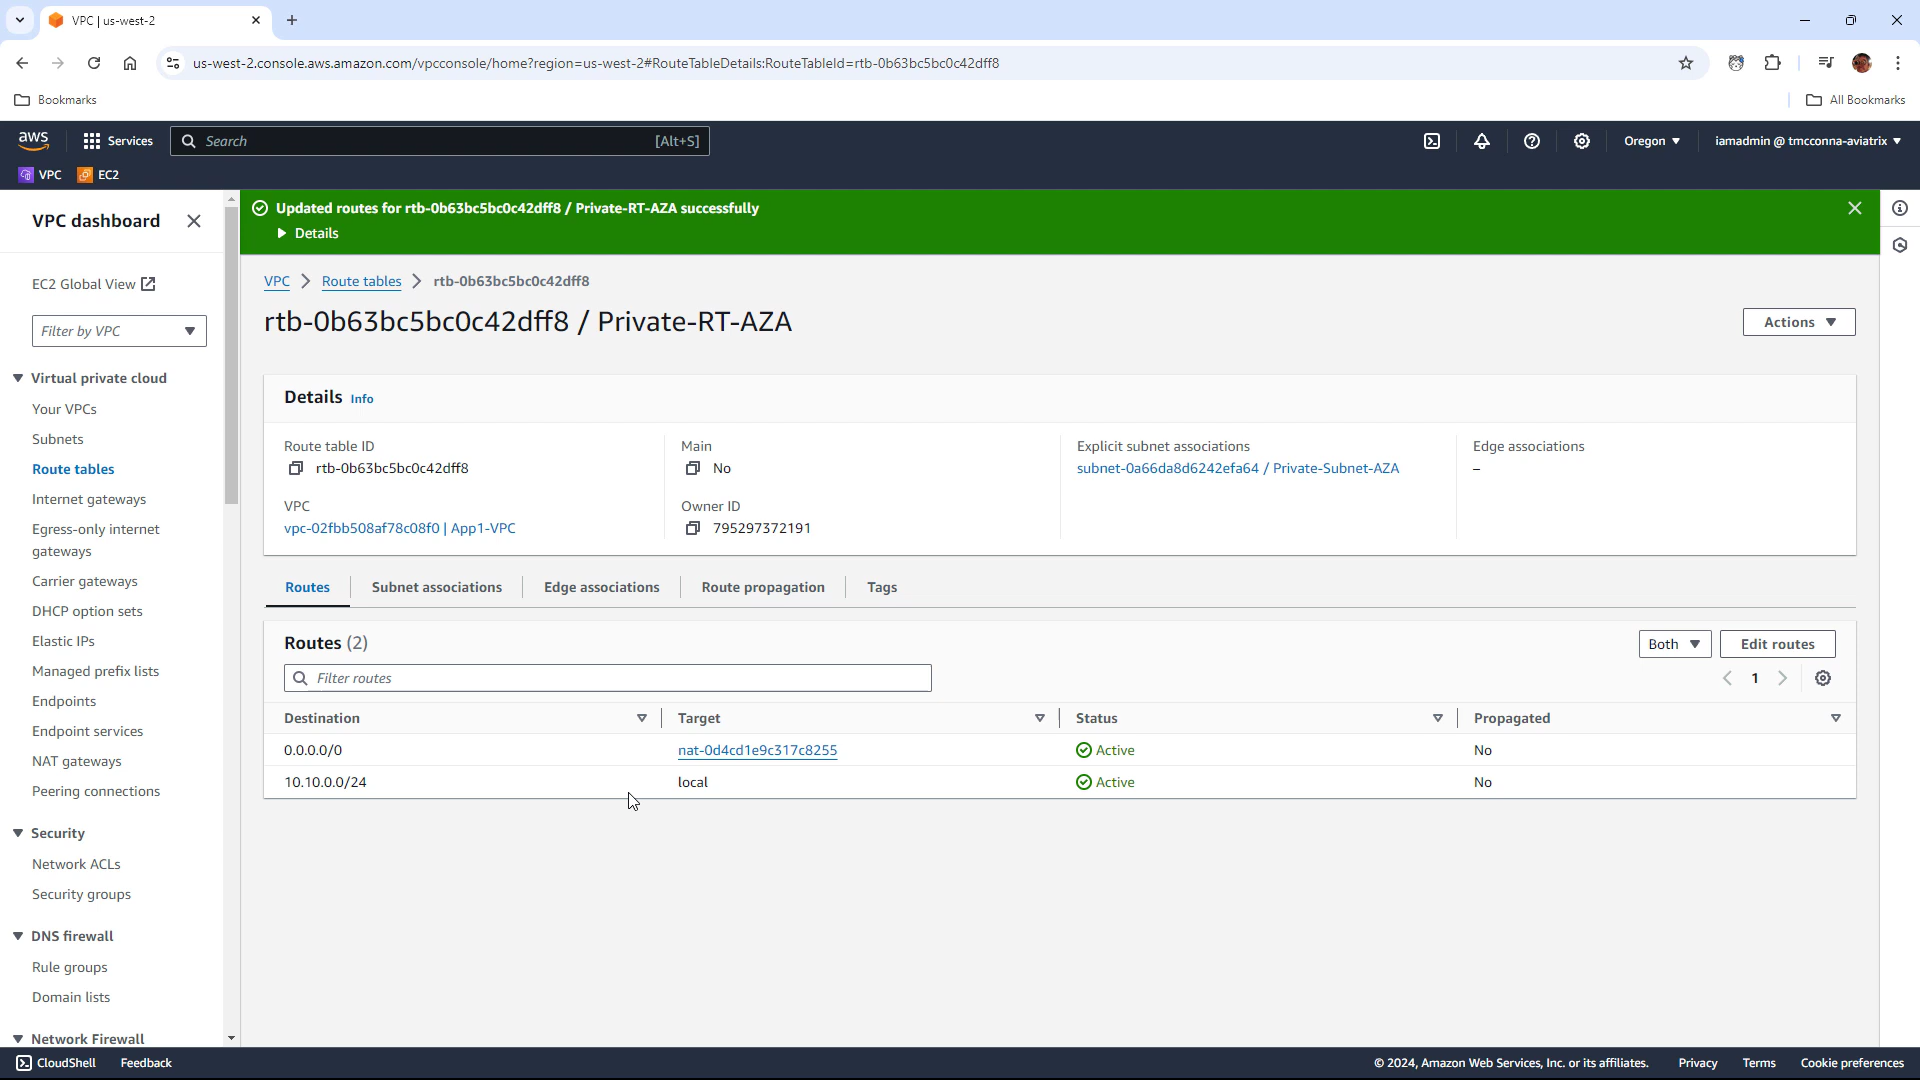 VPC | us-west-2
us-west-2.console.aws.amazon.com/vpcconsole/home?region=us-west-2#RouteTableDetails:RouteTableId=rtb-0b63bc5bc0c42dff8
Bookmarks
All Bookmarks
aws
Services
Search
[Alt+S]
Oregon
iamadmin @ tmcconna-aviatrix
VPC
EC2
VPC dashboard
EC2 Global View
Filter by VPC
Virtual private cloud
Your VPCs
Subnets
Route tables
Internet gateways
Egress-only internet
gateways
Carrier gateways
DHCP option sets
Elastic IPs
Managed prefix lists
Endpoints
Endpoint services
NAT gateways
Peering connections
Security
Network ACLs
Security groups
DNS firewall
Rule groups
Domain lists
Network Firewall
Updated routes for rtb-0b63bc5bc0c42dff8 / Private-RT-AZA successfully
Details
VPC
Route tables
rtb-0b63bc5bc0c42dff8
rtb-0b63bc5bc0c42dff8 / Private-RT-AZA
Actions
Details Info
Route table ID
rtb-0b63bc5bc0c42dff8
VPC
vpc-02fbb508af78c08f0 | App1-VPC
Main
No
Owner ID
795297372191
Explicit subnet associations
subnet-0a66da8d6242efa64 / Private-Subnet-AZA
Edge associations
–
Routes
Subnet associations
Edge associations
Route propagation
Tags
Routes (2)
Both
Edit routes
Filter routes
1
Destination Target Status Propagated
0.0.0.0/0 nat-0d4cd1e9c317c8255 Active No
10.10.0.0/24 local Active No
CloudShell
Feedback
© 2024, Amazon Web Services, Inc. or its affiliates.
Privacy
Terms
Cookie preferences